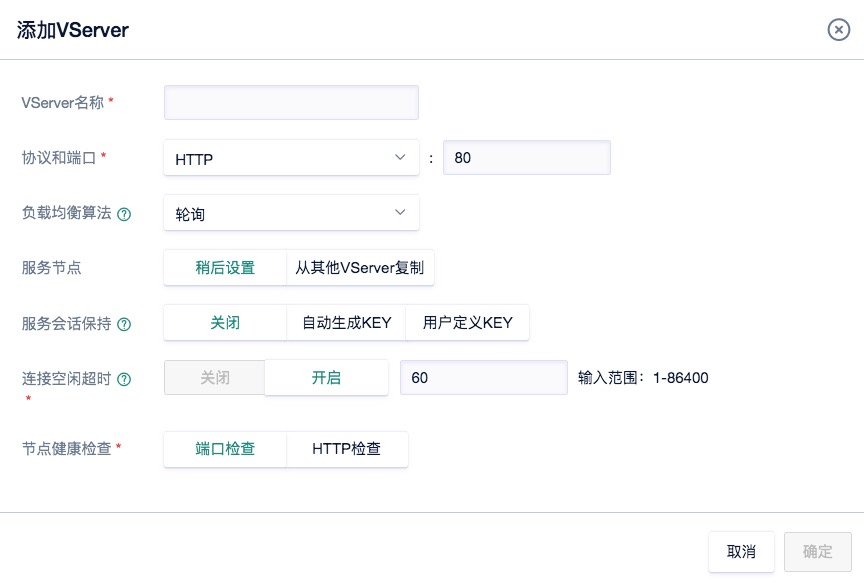 添加VServer
VServer名称 *
协议和端口 * HTTP : 80
负载均衡算法 ? 轮询
服务节点 稍后设置 从其他VServer复制
服务会话保持 ? 关闭 自动生成KEY 用户定义KEY
连接空闲超时 ? * 关闭 开启 60 输入范围：1-86400
节点健康检查 * 端口检查 HTTP检查
取消 确定